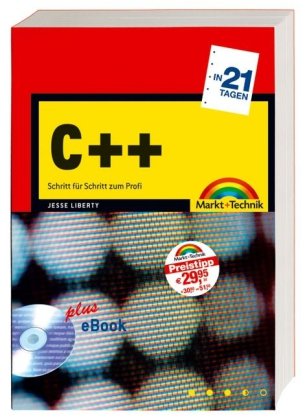 IN
21
TAGEN
C++
Schritt für Schritt zum Profi
JESSE LIBERTY
Markt+Technik
Markt+Technik
Preistipp
€ 29,95
plus
eBook